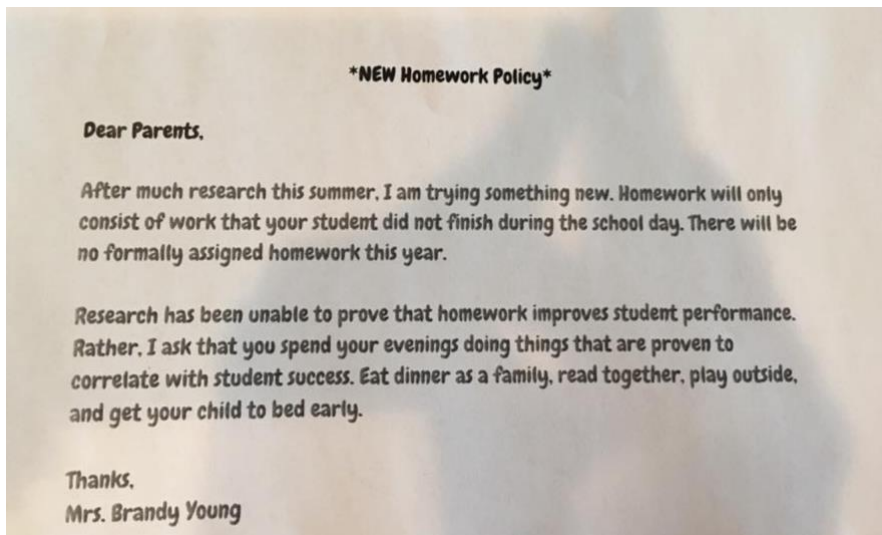 *NEW Homework Policy*
Dear Parents,
After much research this summer, I am trying something new. Homework will only
consist of work that your student did not finish during the school day. There will be
no formally assigned homework this year.
Research has been unable to prove that homework improves student performance.
Rather, I ask that you spend your evenings doing things that are proven to
correlate with student success. Eat dinner as a family, read together, play outside,
and get your child to bed early.
Thanks,
Mrs. Brandy Young